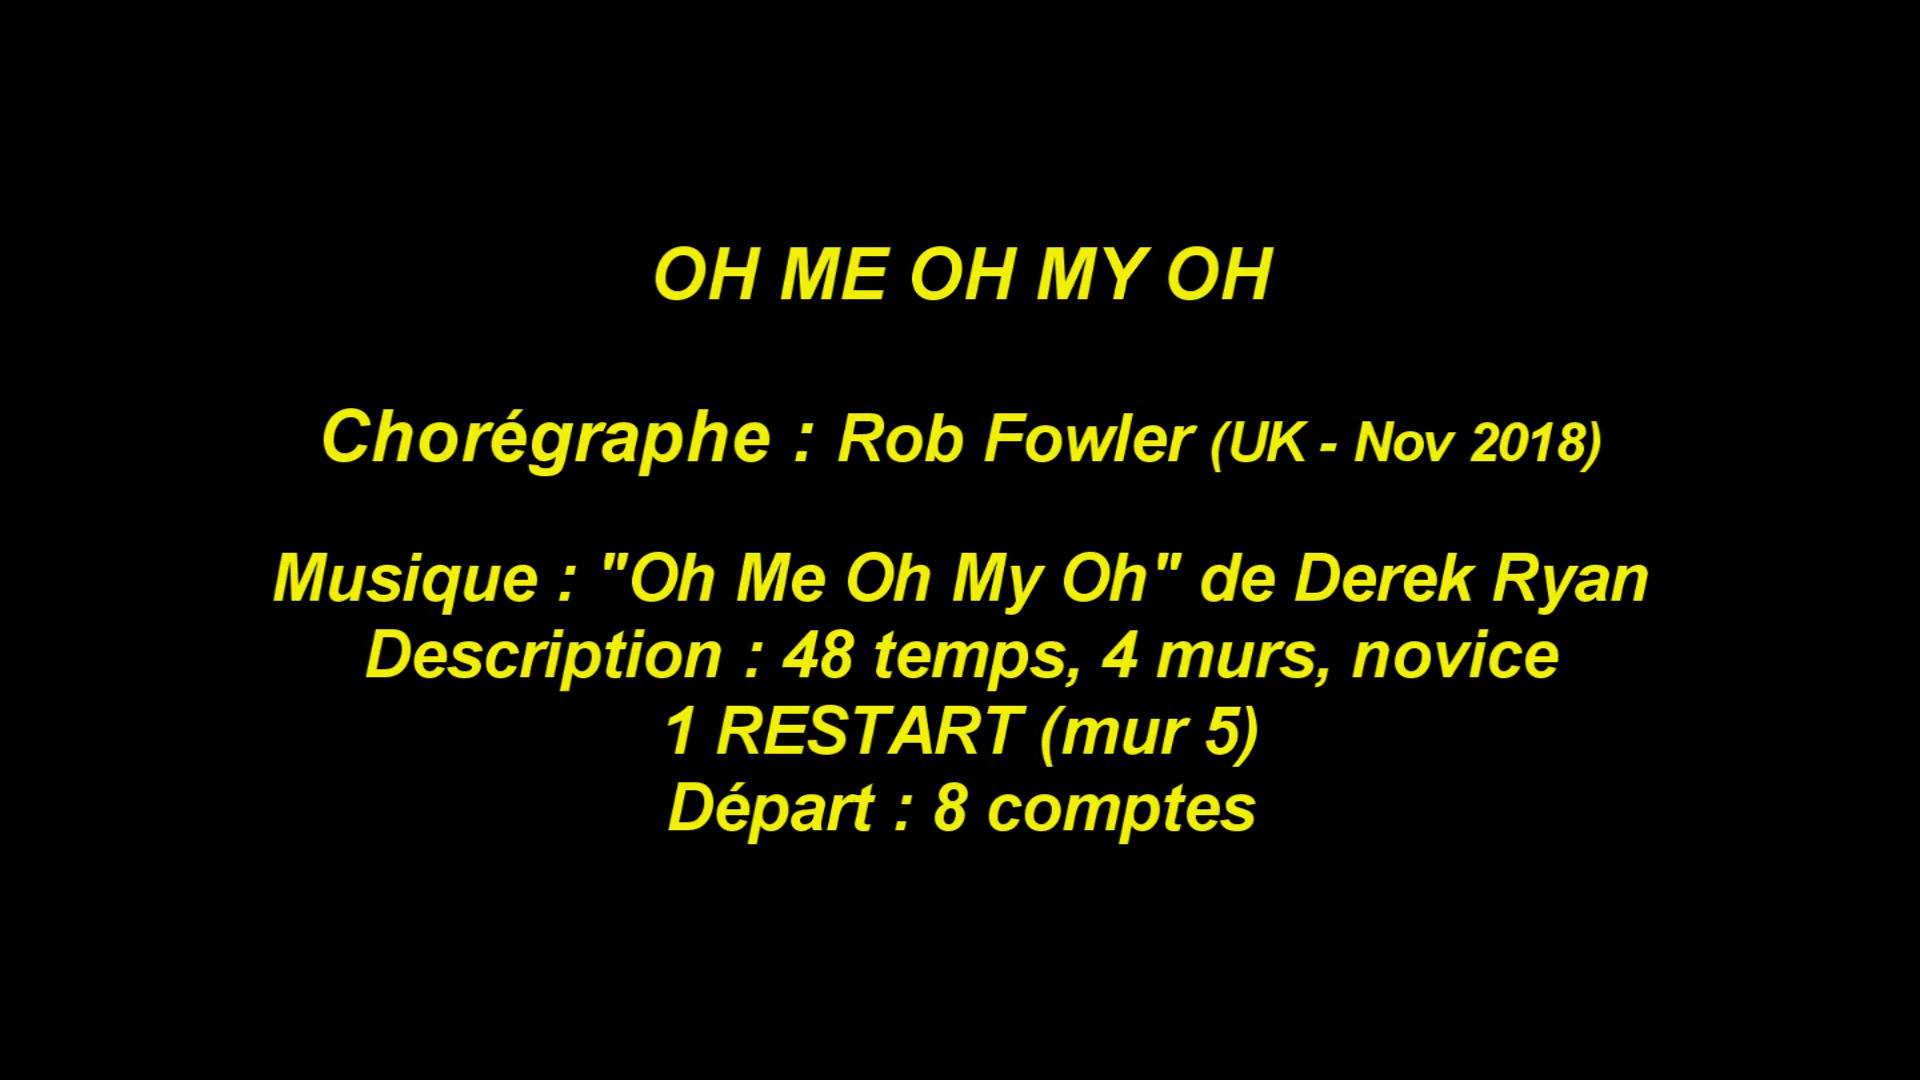 OH ME OH MY OH
Chorégraphe : Rob Fowler (UK - Nov 2018)
Musique : "Oh Me Oh My Oh" de Derek Ryan
Description : 48 temps, 4 murs, novice
1 RESTART (mur 5)
Départ : 8 comptes